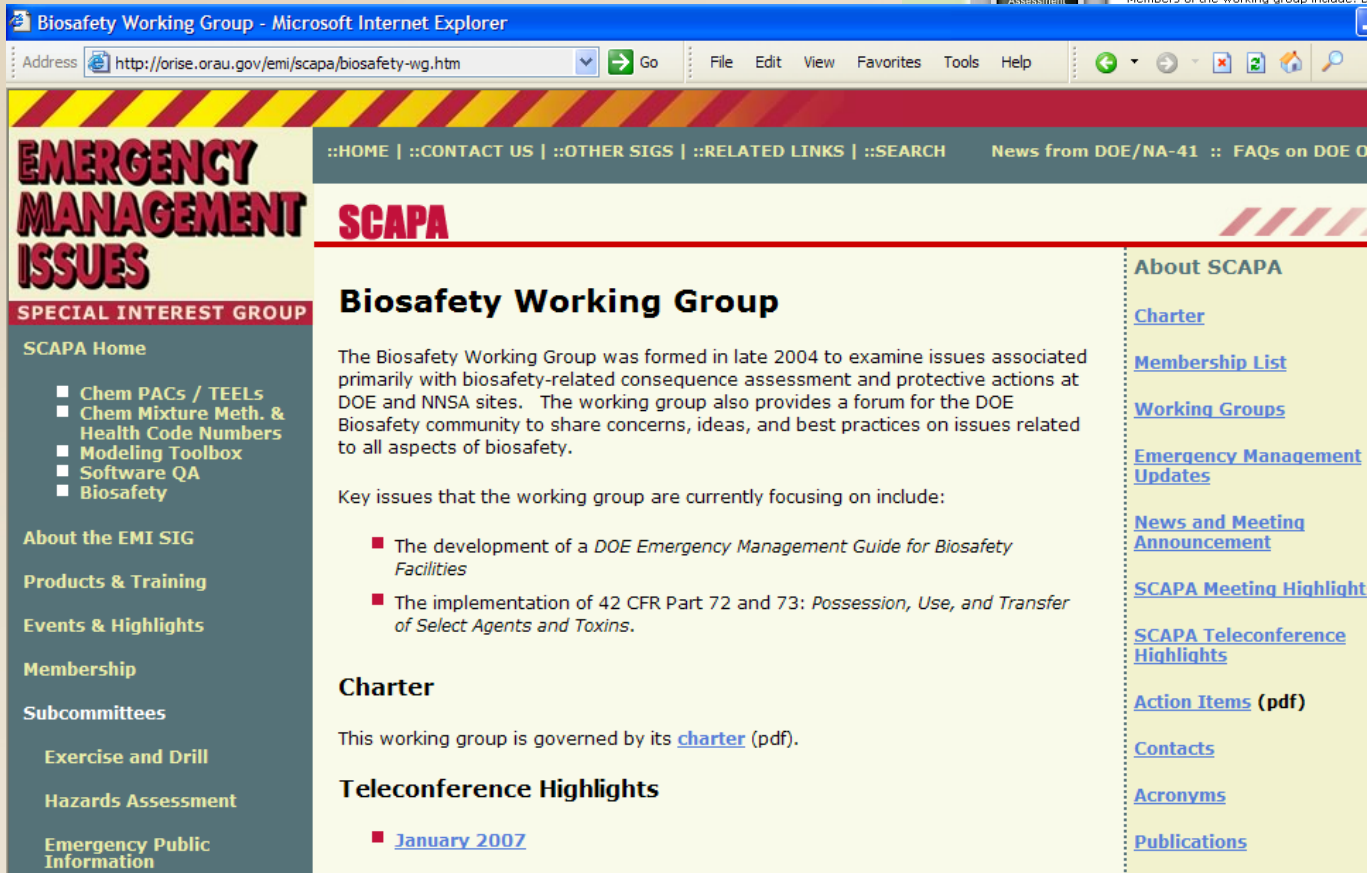 Assessment
Members of the working group include: B
Biosafety Working Group - Microsoft Internet Explorer
Address http://orise.orau.gov/emi/scapa/biosafety-wg.htm Go File Edit View Favorites Tools Help
EMERGENCY
MANAGEMENT
ISSUES
SPECIAL INTEREST GROUP
::HOME | ::CONTACT US | ::OTHER SIGS | ::RELATED LINKS | ::SEARCH News from DOE/NA-41 :: FAQs on DOE O
SCAPA
SCAPA Home
Chem PACs / TEELs
Chem Mixture Meth. &
Health Code Numbers
Modeling Toolbox
Software QA
Biosafety
About the EMI SIG
Products & Training
Events & Highlights
Membership
Subcommittees
Exercise and Drill
Hazards Assessment
Emergency Public
Information
Biosafety Working Group
The Biosafety Working Group was formed in late 2004 to examine issues associated
primarily with biosafety-related consequence assessment and protective actions at
DOE and NNSA sites. The working group also provides a forum for the DOE
Biosafety community to share concerns, ideas, and best practices on issues related
to all aspects of biosafety.
Key issues that the working group are currently focusing on include:
The development of a DOE Emergency Management Guide for Biosafety
Facilities
The implementation of 42 CFR Part 72 and 73: Possession, Use, and Transfer
of Select Agents and Toxins.
Charter
This working group is governed by its charter (pdf).
Teleconference Highlights
January 2007
About SCAPA
Charter
Membership List
Working Groups
Emergency Management
Updates
News and Meeting
Announcement
SCAPA Meeting Highlight
SCAPA Teleconference
Highlights
Action Items (pdf)
Contacts
Acronyms
Publications